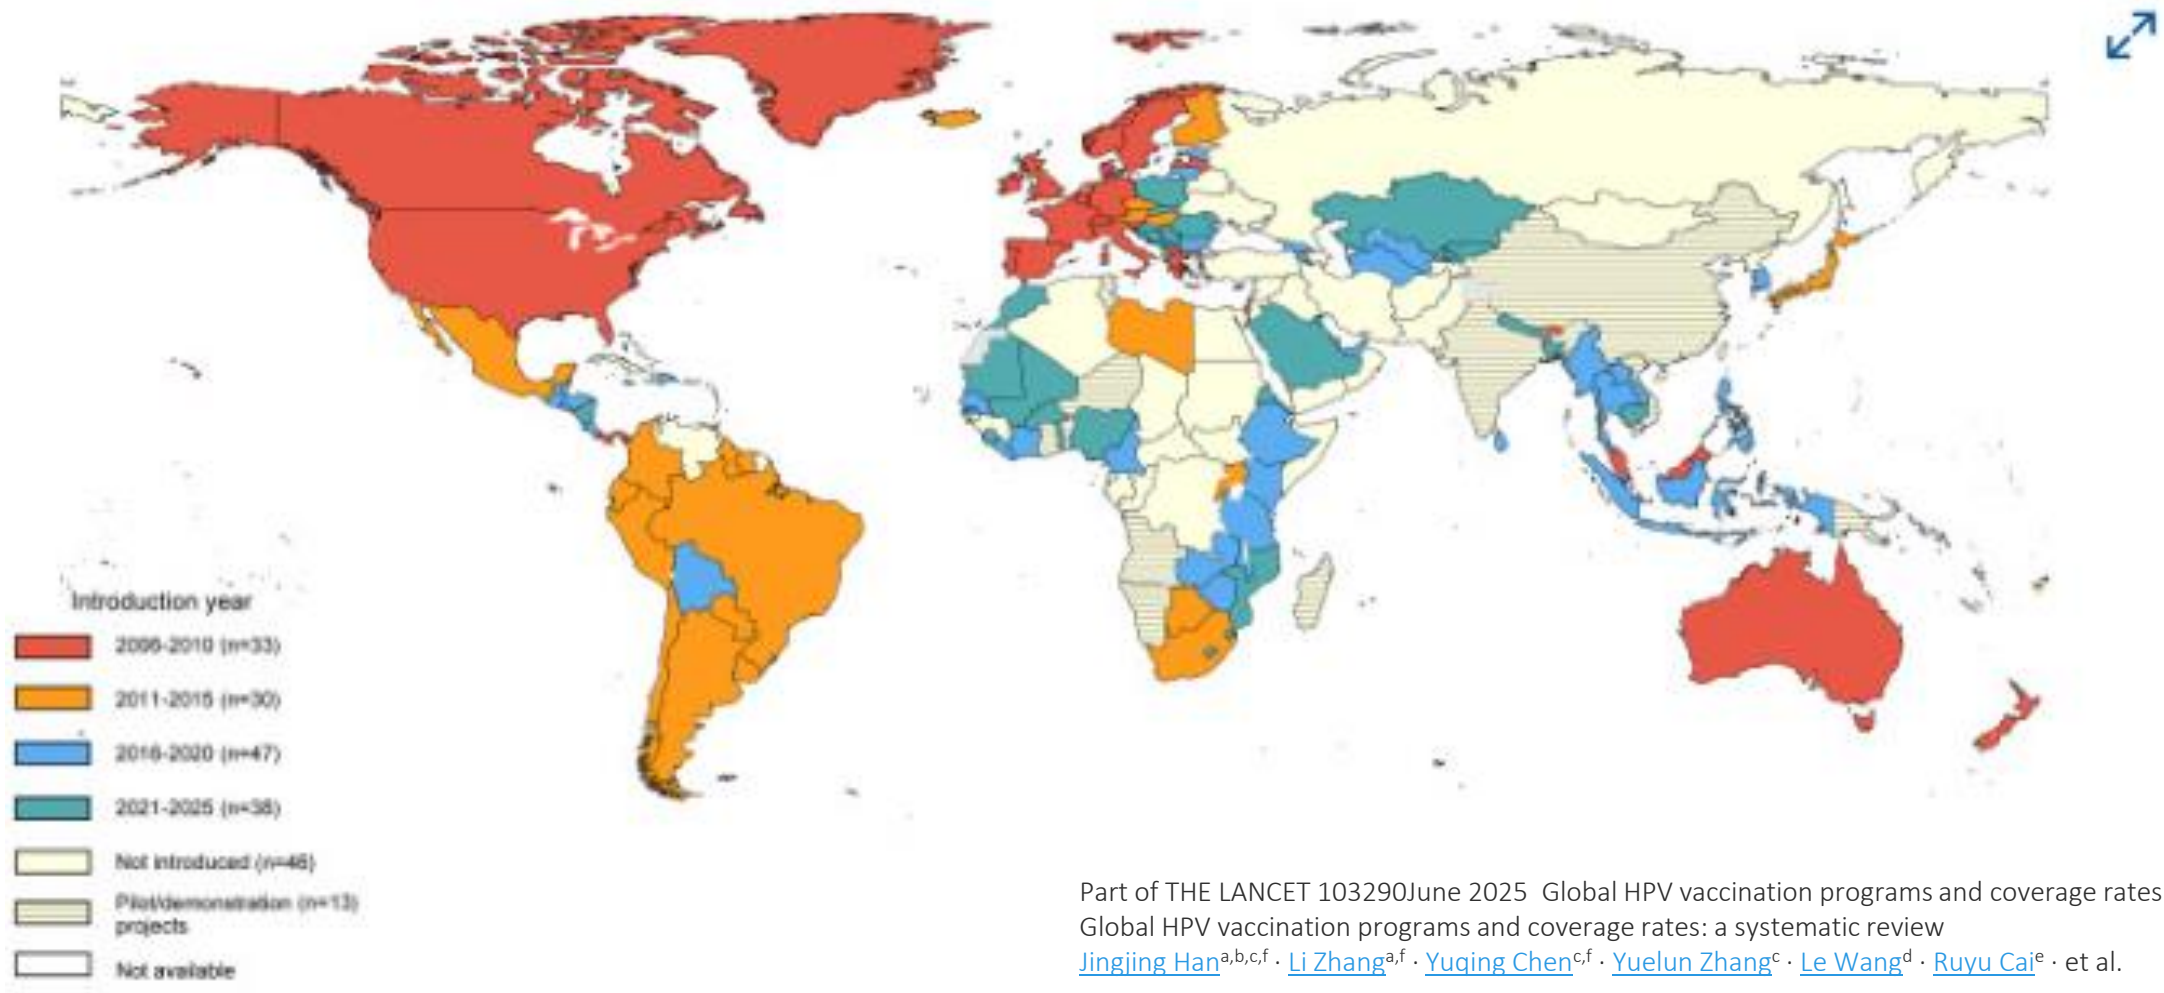 Introduction year
2006-2010 (n=33)
2011-2015 (n=30)
2016-2020 (n=47)
2021-2025 (n=38)
Not introduced (n=46)
Pilot/demonstration (n=13)
projects
Not available
Part of THE LANCET 103290June 2025 Global HPV vaccination programs and coverage rates
Global HPV vaccination programs and coverage rates: a systematic review
Jingjing Hana,b,c,f · Li Zhanga,f · Yuqing Chenc,f · Yuelun Zhangc · Le Wangd · Ruyu Caie · et al.